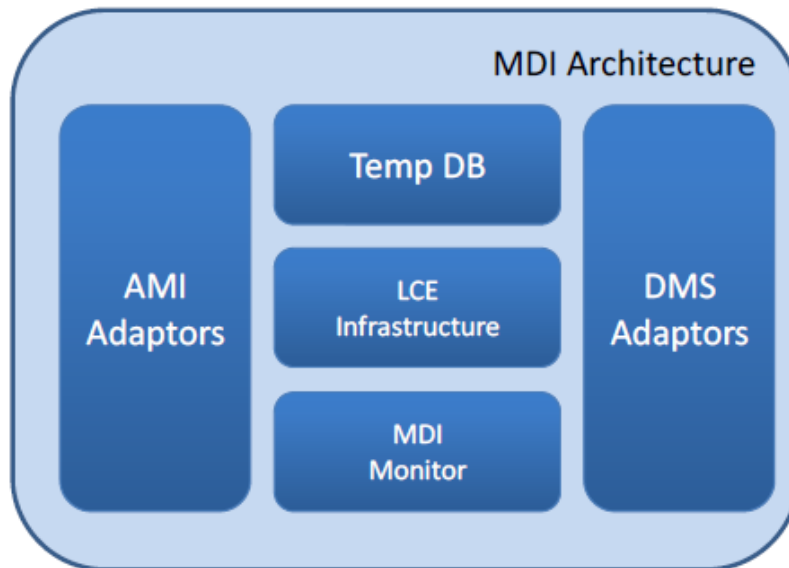 MDI Architecture
AMI
Adaptors
Temp DB
LCE
Infrastructure
MDI
Monitor
DMS
Adaptors